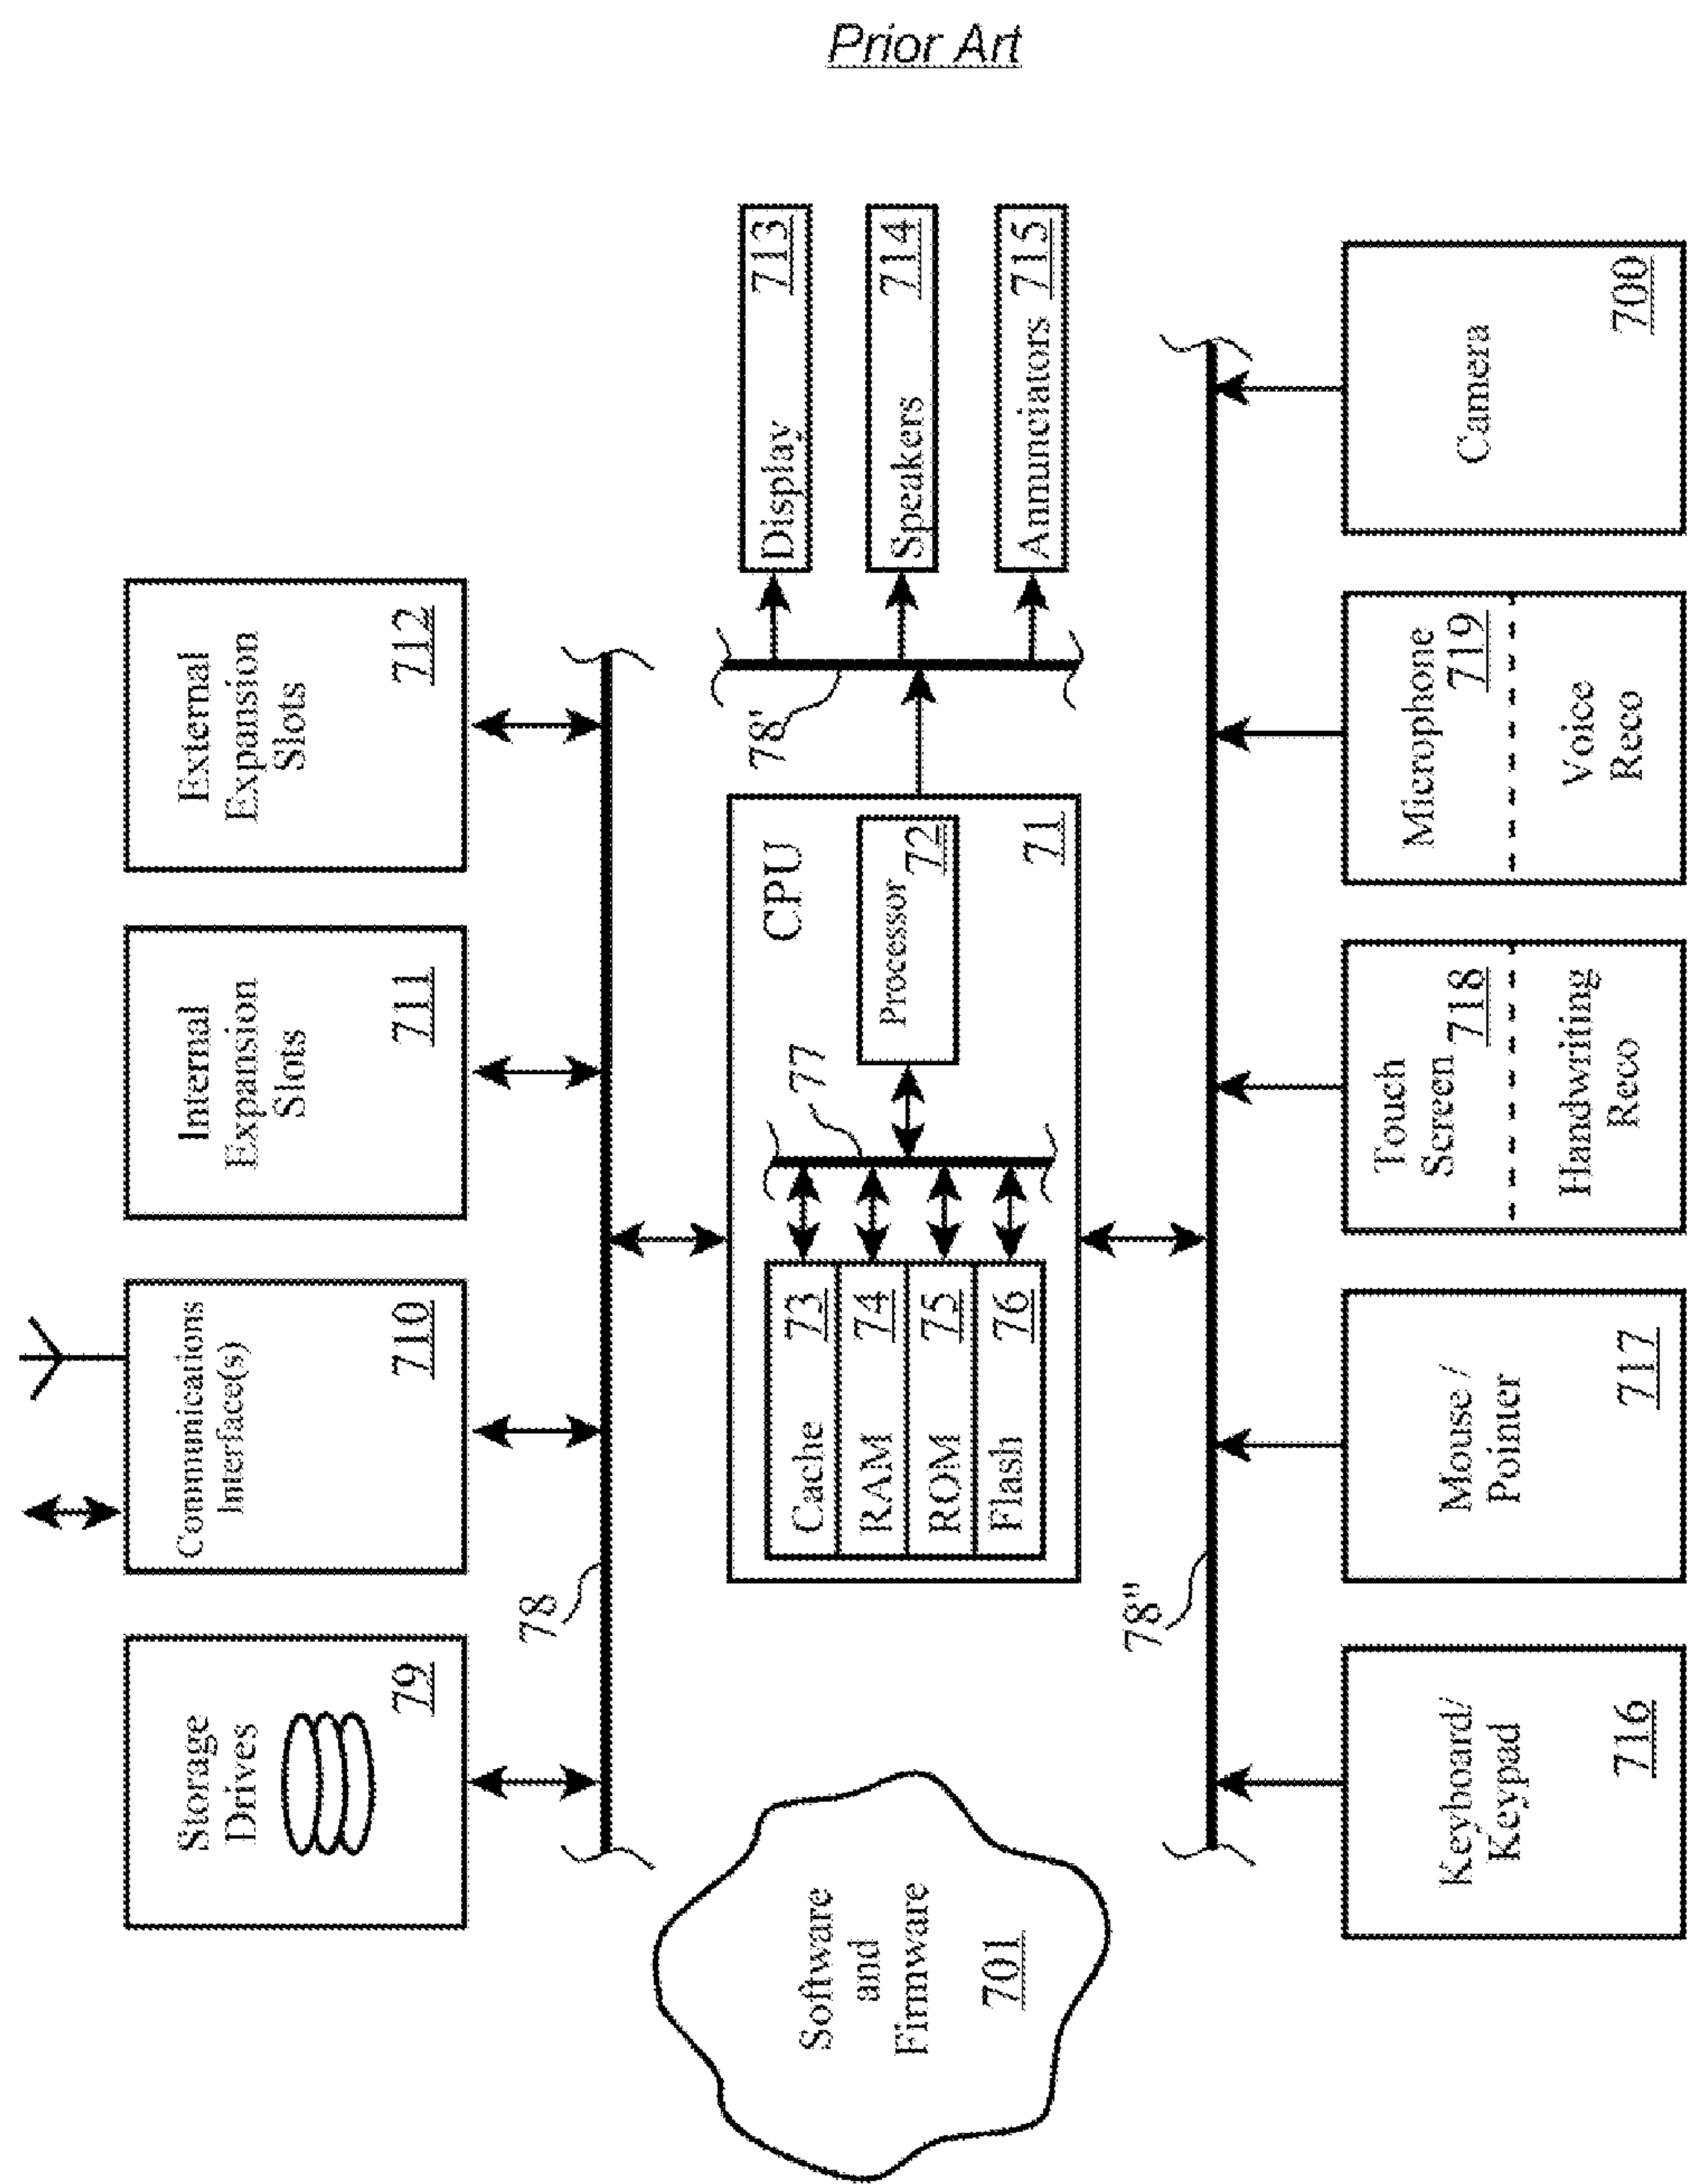 Prior Art
Storage
Drives
79
Communications
Interface(s)
710
Internal
Expansion
Slots
711
External
Expansion
Slots
712
78
Software
and
Firmware
701
CPU
Cache 73
RAM 74
ROM 75
Flash 76
77
Processor
72
71
78'
Display 713
Speakers 714
Annunciators 715
78"
Keyboard/
Keypad
716
Mouse /
Pointer
717
Touch
Screen
718
Handwriting
Reco
Microphone
719
Voice
Reco
Camera
700